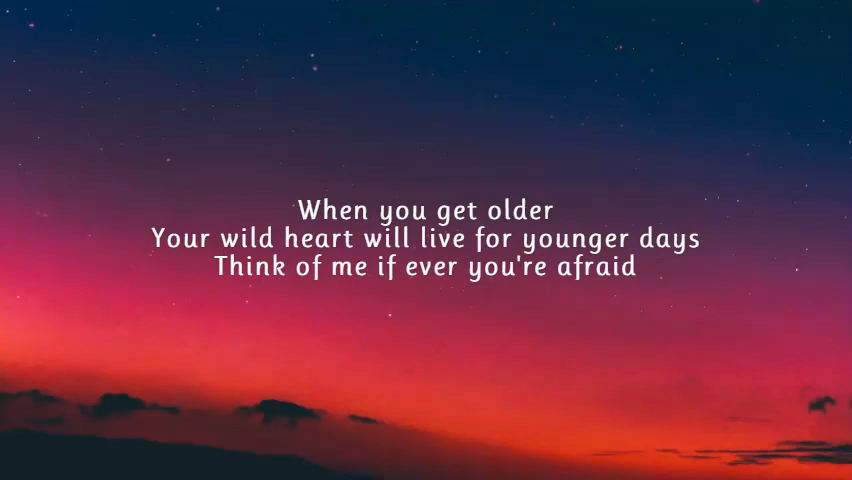 When you get older
Your wild heart will live for younger days
Think of me if ever you're afraid